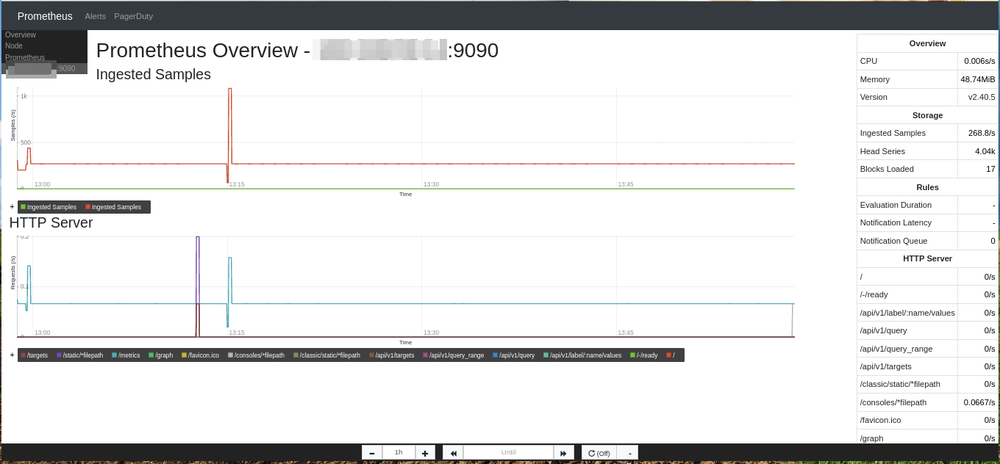 Prometheus Alerts PagerDuty
Overview
Node
Prometheus
:9090
Prometheus Overview - :9090
Ingested Samples
Samples (/s)
1k
500
0
13:00 13:15 13:30 13:45
Time
+ Ingested Samples Ingested Samples
HTTP Server
Requests (/s)
0.2
0.1
0
13:00 13:15 13:30 13:45
Time
+ /targets /static/*filepath /metrics /graph /favicon.ico /consoles/*filepath /classic/static/*filepath /api/v1/targets /api/v1/query_range /api/v1/query /api/v1/label/:name/values /-/ready /
Overview
CPU 0.006s/s
Memory 48.74MiB
Version v2.40.5
Storage
Ingested Samples 268.8/s
Head Series 4.04k
Blocks Loaded 17
Rules
Evaluation Duration -
Notification Latency -
Notification Queue 0
HTTP Server
/ 0/s
/-/ready 0/s
/api/v1/label/:name/values 0/s
/api/v1/query 0/s
/api/v1/query_range 0/s
/api/v1/targets 0/s
/classic/static/*filepath 0/s
/consoles/*filepath 0.0667/s
/favicon.ico 0/s
/graph 0/s
- 1h + Until (Off) -